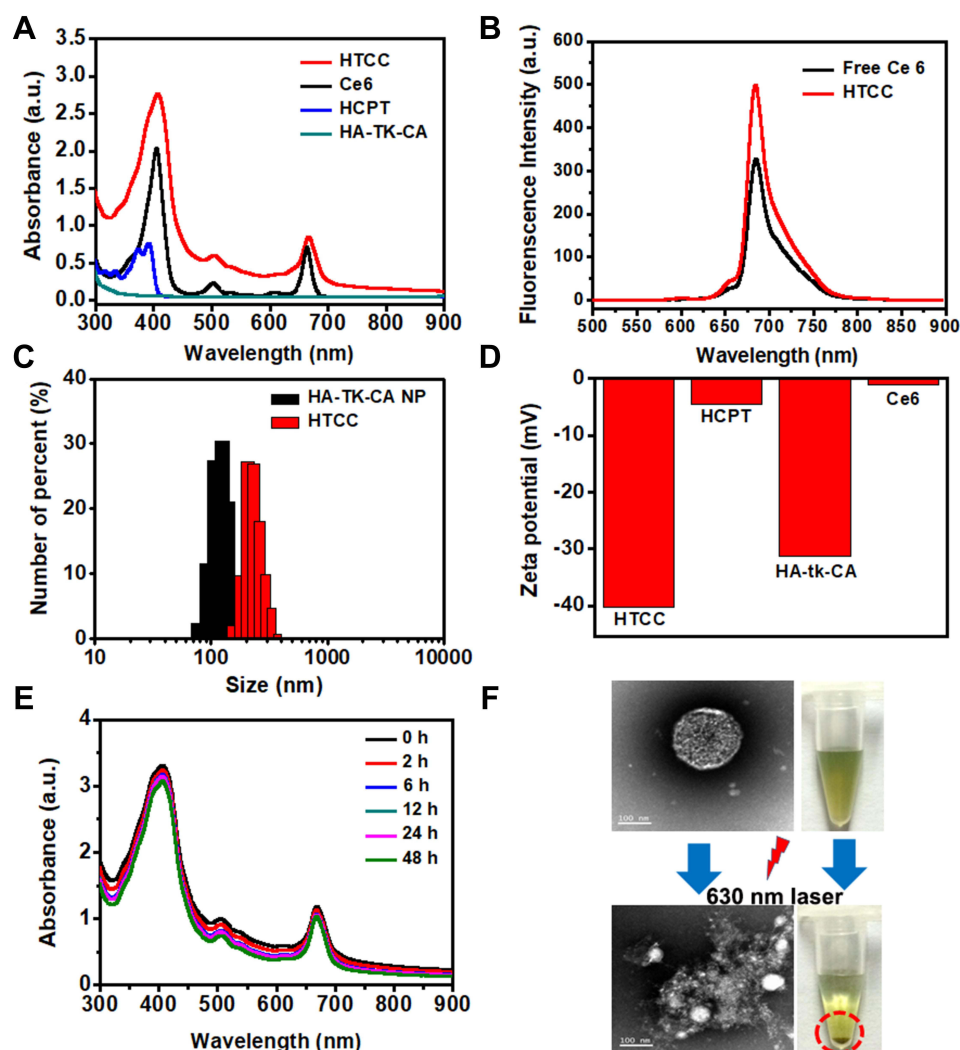 A
3.5
3.0
2.5
2.0
1.5
1.0
0.5
0.0
Absorbance (a.u.)
HTCC
Ce6
HCPT
HA-TK-CA
300 400 500 600 700 800 900
Wavelength (nm)
B
600
500
400
300
200
100
0
Fluorescence Intensity (a.u.)
Free Ce 6
HTCC
500 550 600 650 700 750 800 850 900
Wavelength (nm)
C
40
30
20
10
0
Number of percent (%)
HA-TK-CA NP
HTCC
10 100 1000 10000
Size (nm)
D
0
-10
-20
-30
-40
Zeta potential (mV)
HTCC
HCPT
HA-tk-CA
Ce6
E
4
3
2
1
0
Absorbance (a.u.)
0 h
2 h
6 h
12 h
24 h
48 h
300 400 500 600 700 800 900
Wavelength (nm)
F
100 nm
630 nm laser
100 nm